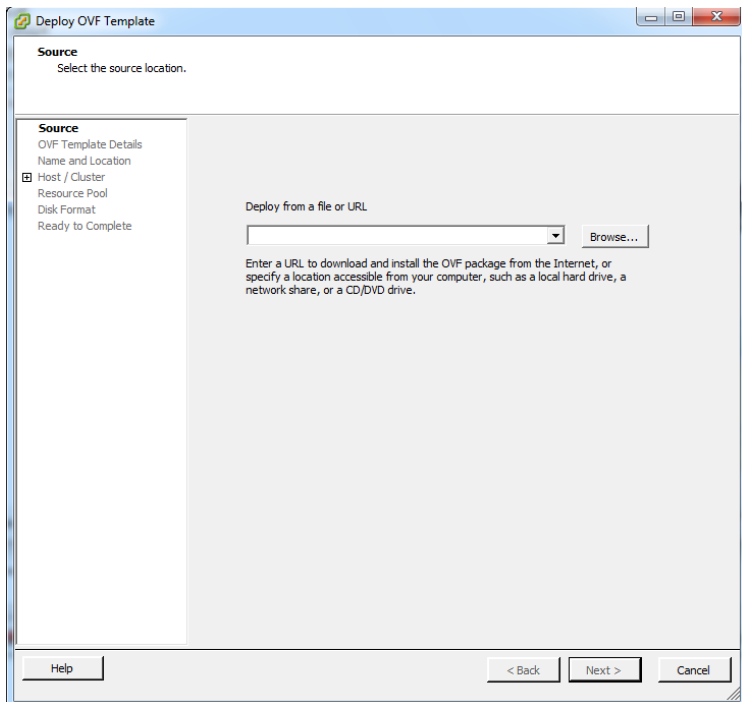 Deploy OVF Template
Source
Select the source location.
Source
OVF Template Details
Name and Location
Host / Cluster
Resource Pool
Disk Format
Ready to Complete
Deploy from a file or URL
Browse...
Enter a URL to download and install the OVF package from the Internet, or
specify a location accessible from your computer, such as a local hard drive, a
network share, or a CD/DVD drive.
Help
< Back
Next >
Cancel